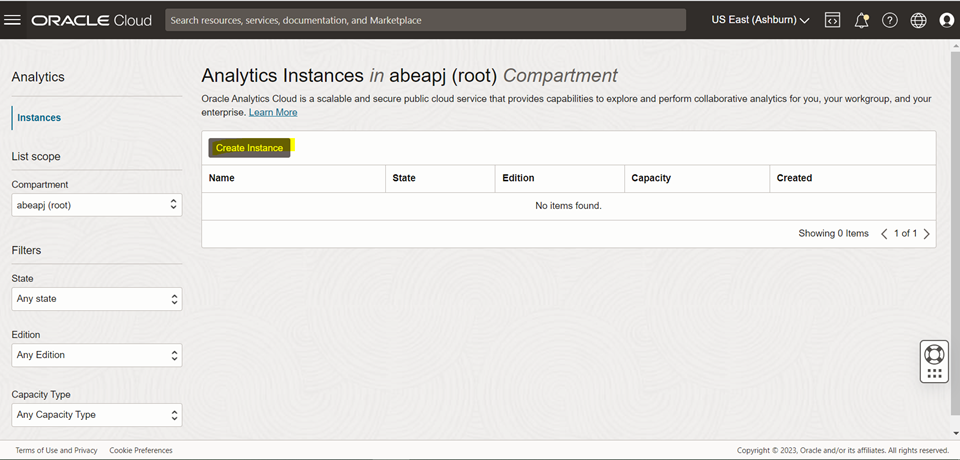 ORACLE Cloud
Search resources, services, documentation, and Marketplace
US East (Ashburn)
Analytics
Instances
List scope
Compartment
abeapj (root)
Filters
State
Any state
Edition
Any Edition
Capacity Type
Any Capacity Type
Analytics Instances in abeapj (root) Compartment
Oracle Analytics Cloud is a scalable and secure public cloud service that provides capabilities to explore and perform collaborative analytics for you, your workgroup, and your
enterprise. Learn More
Create Instance
Name State Edition Capacity Created
No items found.
Showing 0 Items 1 of 1
Terms of Use and Privacy Cookie Preferences
Copyright © 2023, Oracle and/or its affiliates. All rights reserved.